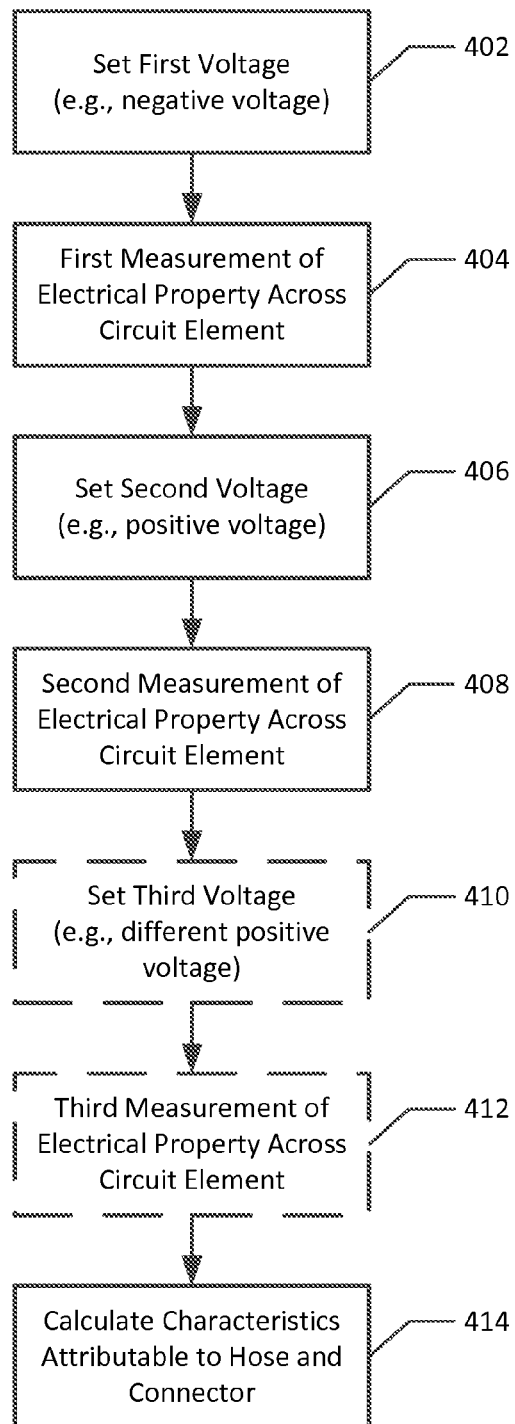 Set First Voltage
(e.g., negative voltage)
402
First Measurement of
Electrical Property Across
Circuit Element
404
Set Second Voltage
(e.g., positive voltage)
406
Second Measurement of
Electrical Property Across
Circuit Element
408
Set Third Voltage
(e.g., different positive
voltage)
410
Third Measurement of
Electrical Property Across
Circuit Element
412
Calculate Characteristics
Attributable to Hose and
Connector
414